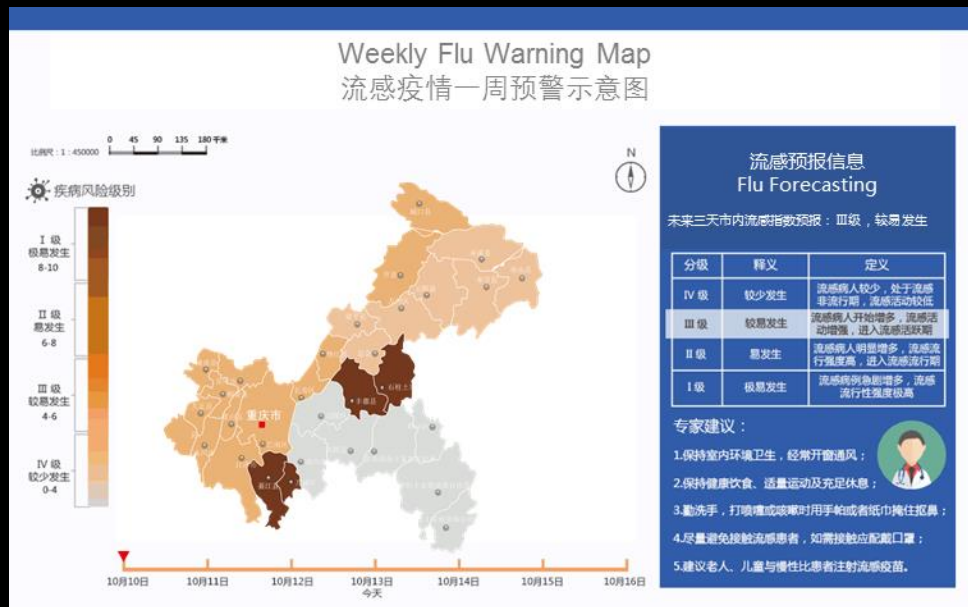 Weekly Flu Warning Map
流感疫情一周预警示意图
0 45 90 135 180 千米
比例尺：1：450000
N
疾病风险级别
I 级
极易发生
8-10
II 级
易发生
6-8
III 级
较易发生
4-6
IV 级
较少发生
0-4
城口县
丰都县
重庆市
綦江县
10月10日 10月11日 10月12日 10月13日 10月14日 10月15日 10月16日
今天
流感预报信息
Flu Forecasting
未来三天市内流感指数预报：III级，较易发生
分级 释义 定义
IV 级 较少发生 流感病人较少，处于流感
非流行期，流感活动较低
III 级 较易发生 流感病人开始增多，流感活
动增强，进入流感活跃期
II 级 易发生 流感病人明显增多，流感流
行强度高，进入流感流行期
I 级 极易发生 流感病例急剧增多，流感
流行性强度极高
专家建议：
1.保持室内环境卫生，经常开窗通风；
2.保持健康饮食、适量运动及充足休息；
3.勤洗手，打喷嚏或咳嗽时用手帕或者纸巾掩住抠鼻；
4.尽量避免接触流感患者，如需接触应配戴口罩；
5.建议老人、儿童与慢性比患者注射流感疫苗。